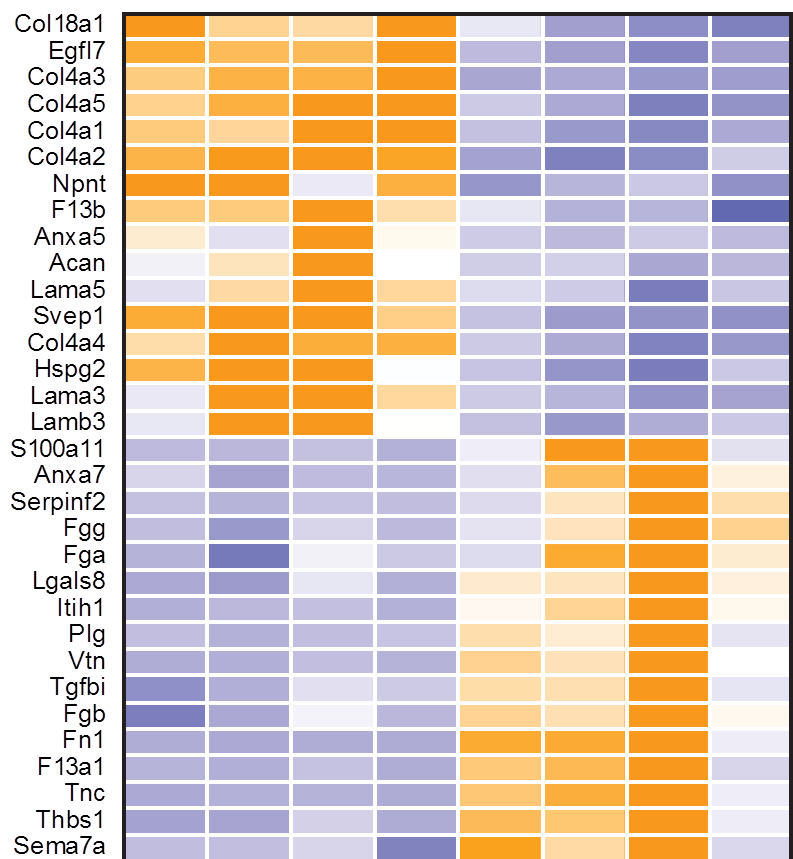 Col18a1
Egfl7
Col4a3
Col4a5
Col4a1
Col4a2
Npnt
F13b
Anxa5
Acan
Lama5
Svep1
Col4a4
Hspg2
Lama3
Lamb3
S100a11
Anxa7
Serpinf2
Fgg
Fga
Lgals8
Itih1
Plg
Vtn
Tgfbi
Fgb
Fn1
F13a1
Tnc
Thbs1
Sema7a